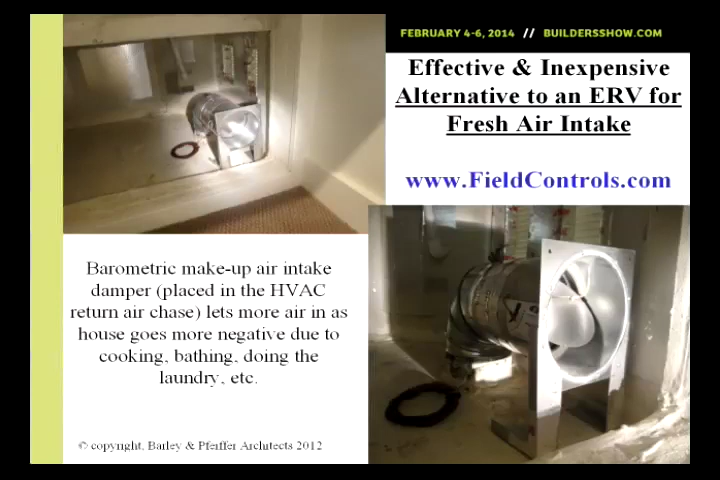 FEBRUARY 4-6, 2014 // BUILDERSSHOW.COM
Effective & Inexpensive
Alternative to an ERV for
Fresh Air Intake
www.FieldControls.com
Barometric make-up air intake
damper (placed in the HVAC
return air chase) lets more air in as
house goes more negative due to
cooking, bathing, doing the
laundry, etc.
© copyright, Barley & Pfeiffer Architects 2012